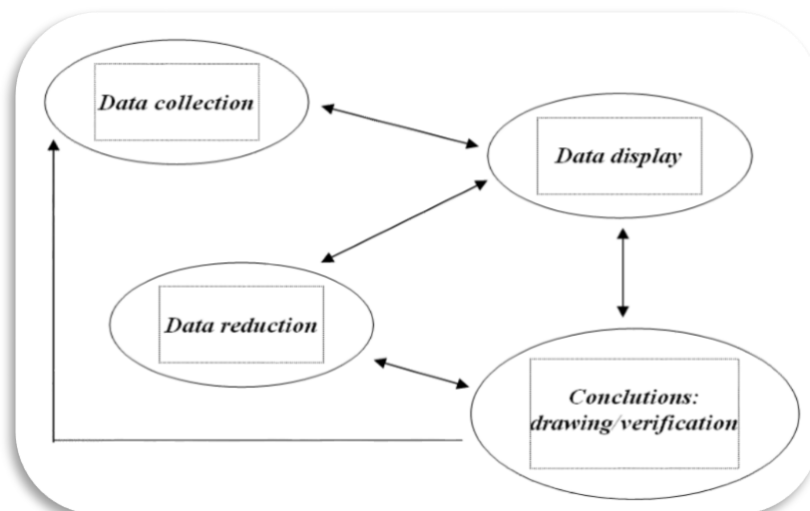 Data collection
Data display
Data reduction
Conclutions:
drawing/verification